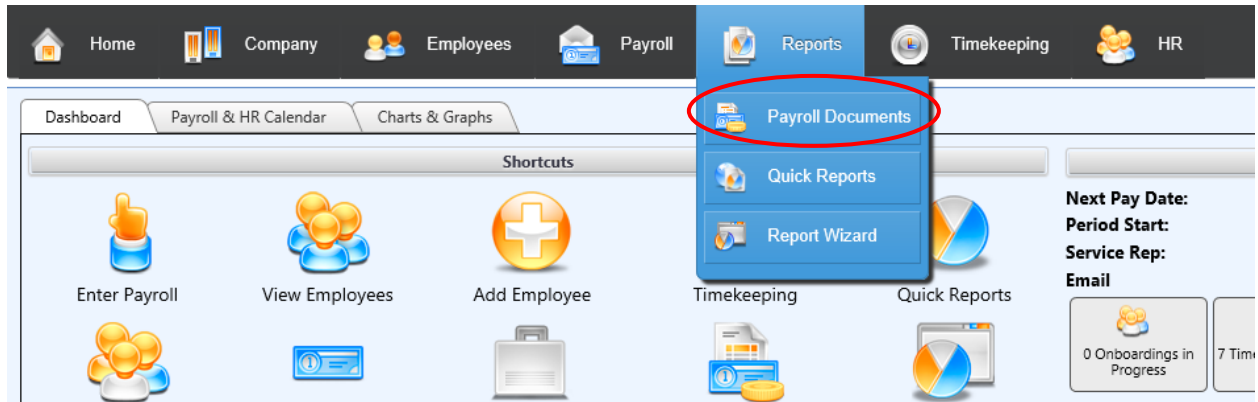 Home Company Employees Payroll Reports Timekeeping HR
Dashboard Payroll & HR Calendar Charts & Graphs
Payroll Documents
Shortcuts
Quick Reports
Next Pay Date:
Period Start:
Report Wizard
Service Rep:
Email
Enter Payroll View Employees Add Employee Timekeeping Quick Reports
0 Onboardings in
Progress
7 Time